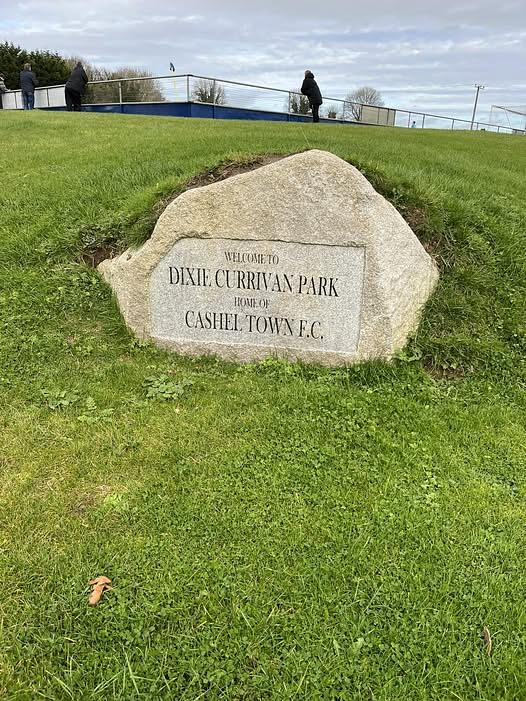 WELCOME TO
DIXIE CURRIVAN PARK
HOME OF
CASHEL TOWN F.C.